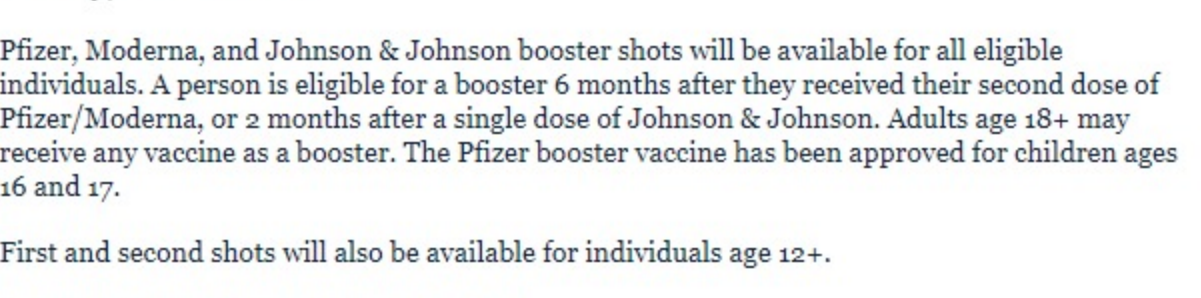 Pfizer, Moderna, and Johnson & Johnson booster shots will be available for all eligible
individuals. A person is eligible for a booster 6 months after they received their second dose of
Pfizer/Moderna, or 2 months after a single dose of Johnson & Johnson. Adults age 18+ may
receive any vaccine as a booster. The Pfizer booster vaccine has been approved for children ages
16 and 17.
First and second shots will also be available for individuals age 12+.